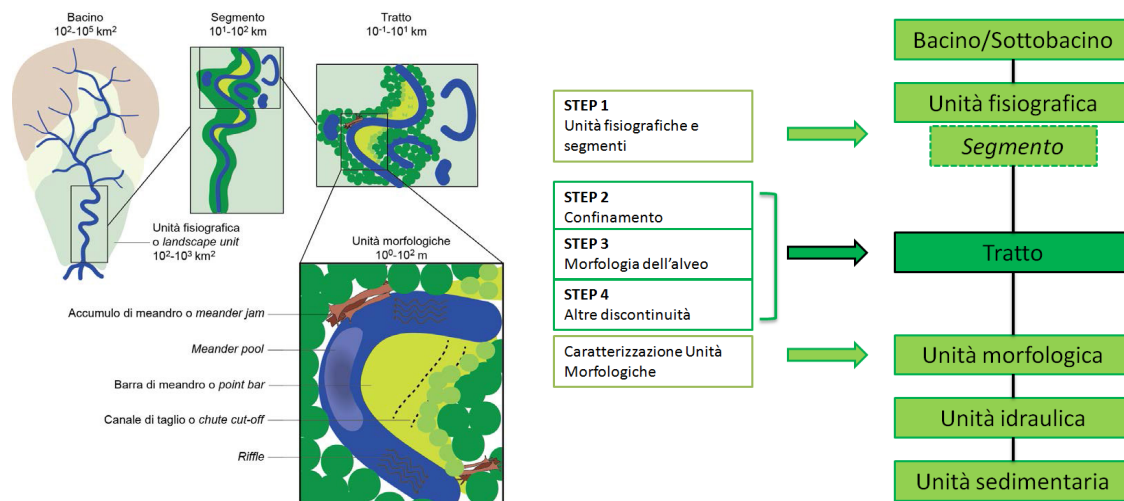 Bacino
10²-10⁵ km²
Segmento
10¹-10² km
Tratto
10⁻¹-10¹ km
Unità fisiografica
o landscape unit
10²-10³ km²
Unità morfologiche
10⁰-10² m
Accumulo di meandro o meander jam
Meander pool
Barra di meandro o point bar
Canale di taglio o chute cut-off
Riffle
STEP 1
Unità fisiografiche e
segmenti
STEP 2
Confinamento
STEP 3
Morfologia dell'alveo
STEP 4
Altre discontinuità
Caratterizzazione Unità
Morfologiche
Bacino/Sottobacino
Unità fisiografica
Segmento
Tratto
Unità morfologica
Unità idraulica
Unità sedimentaria